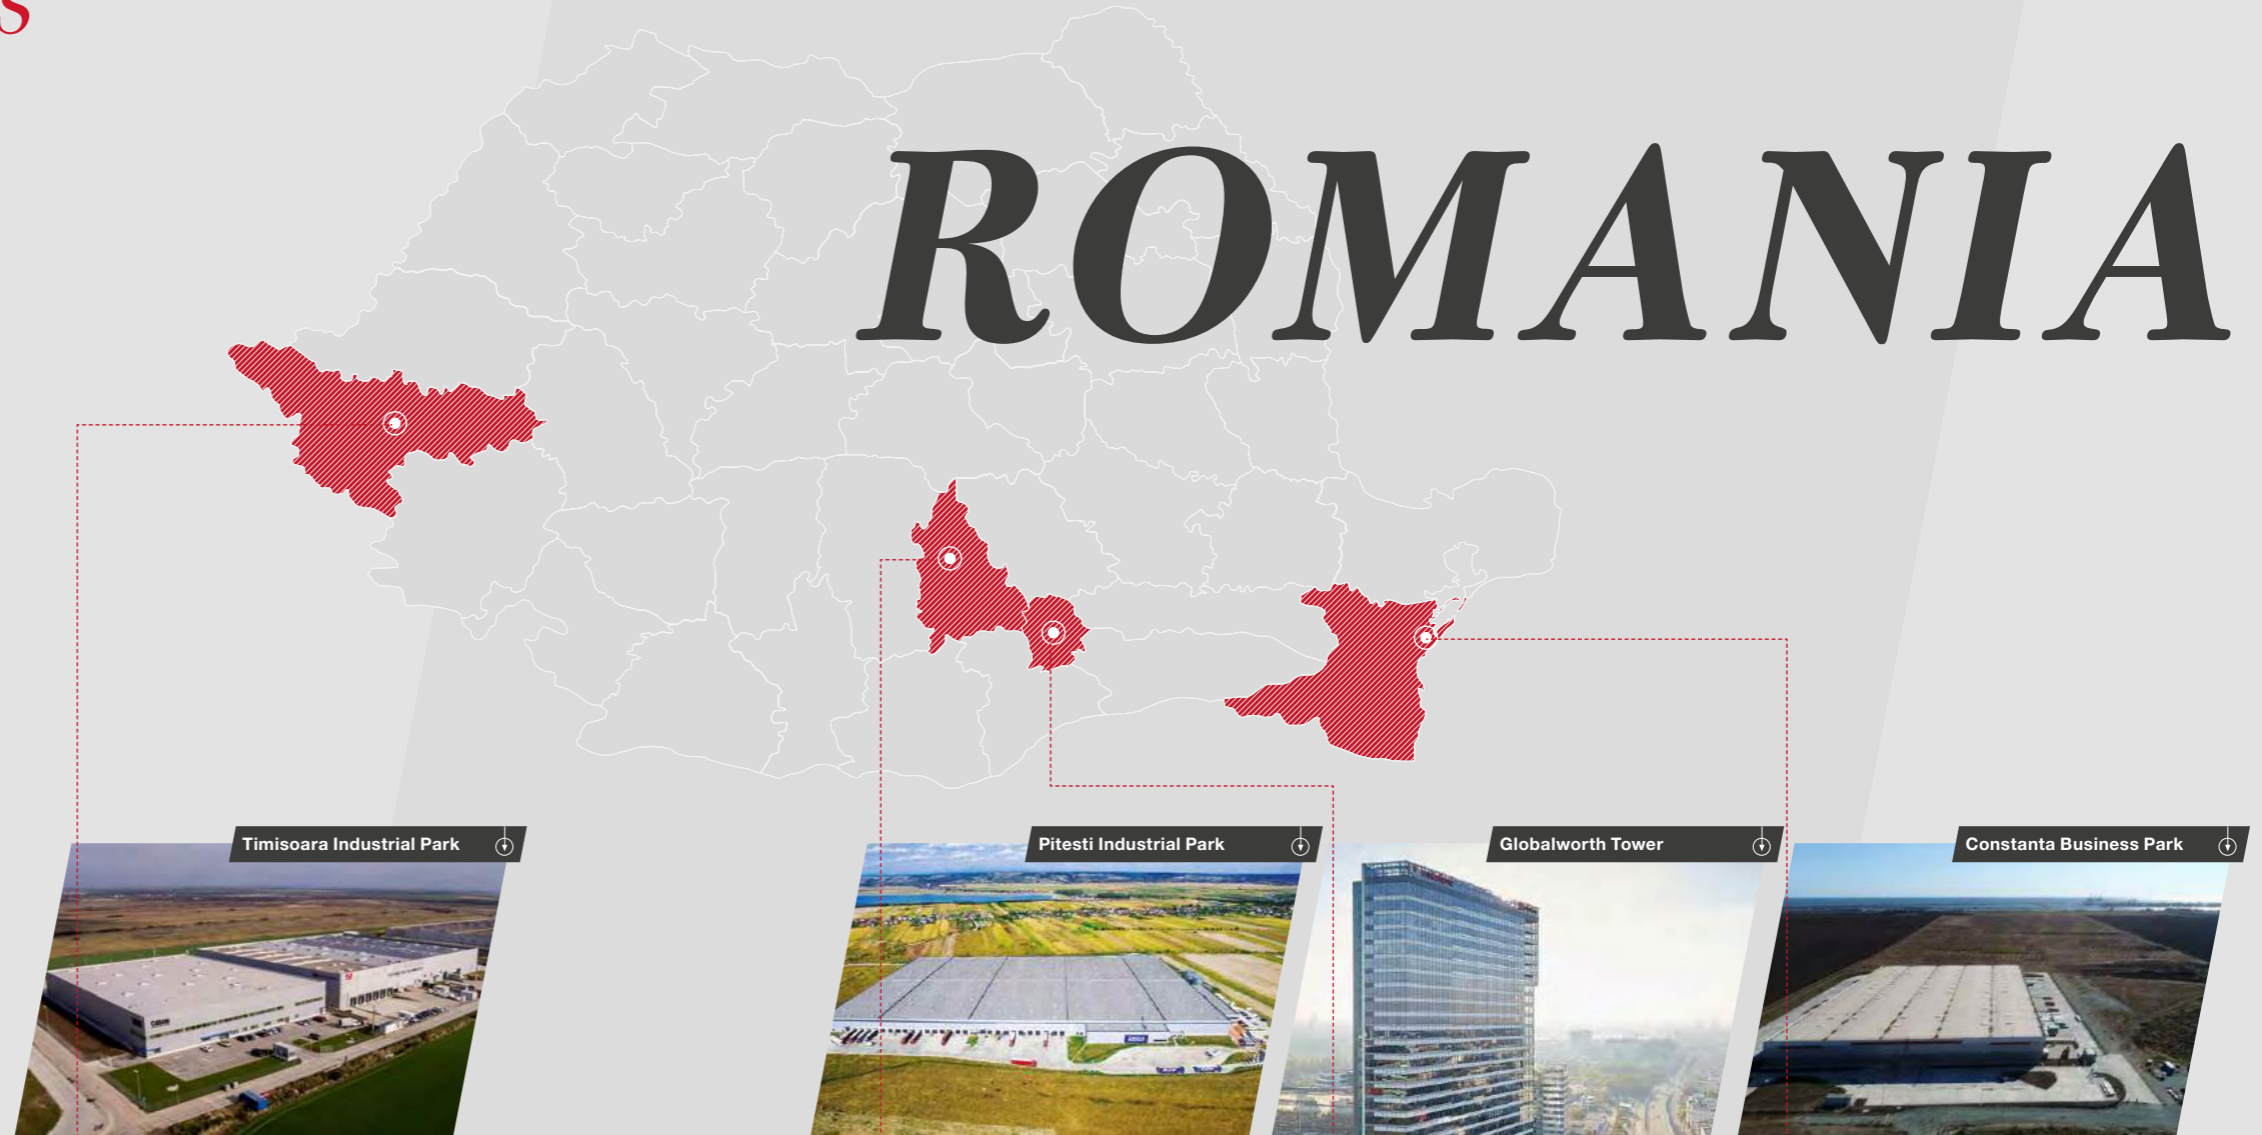 s
ROMANIA
Timisoara Industrial Park
Pitesti Industrial Park
Globalworth Tower
Constanta Business Park